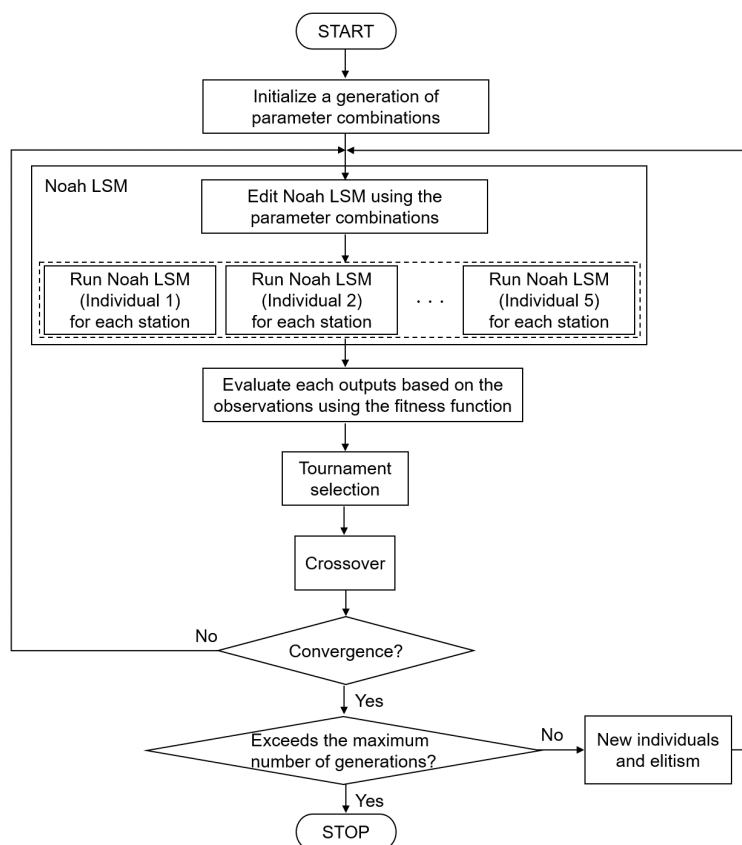 START
Initialize a generation of
parameter combinations
Noah LSM
Edit Noah LSM using the
parameter combinations
Run Noah LSM
(Individual 1)
for each station
Run Noah LSM
(Individual 2)
for each station
. . .
Run Noah LSM
(Individual 5)
for each station
Evaluate each outputs based on the
observations using the fitness function
Tournament
selection
Crossover
No
Convergence?
Yes
Exceeds the maximum
number of generations?
No
New individuals
and elitism
Yes
STOP